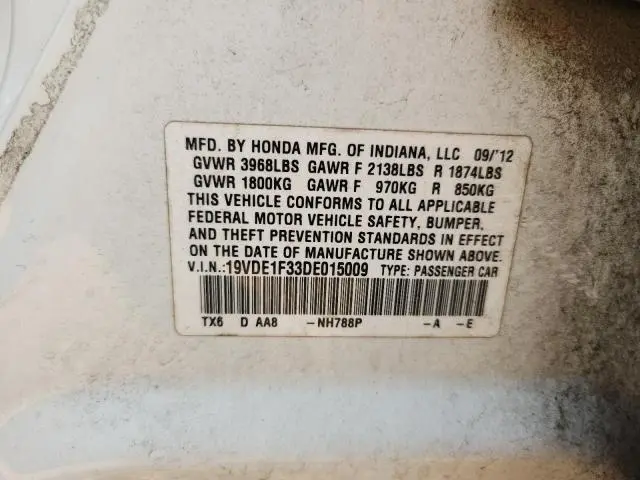 MFD. BY HONDA MFG. OF INDIANA, LLC 09/'12
GVWR 3968LBS GAWR F 2138LBS R 1874LBS
GVWR 1800KG GAWR F 970KG R 850KG
THIS VEHICLE CONFORMS TO ALL APPLICABLE
FEDERAL MOTOR VEHICLE SAFETY, BUMPER,
AND THEFT PREVENTION STANDARDS IN EFFECT
ON THE DATE OF MANUFACTURE SHOWN ABOVE.
V.I.N.:19VDE1F33DE015009 TYPE: PASSENGER CAR
TX6 D AA8 -NH788P -A -E